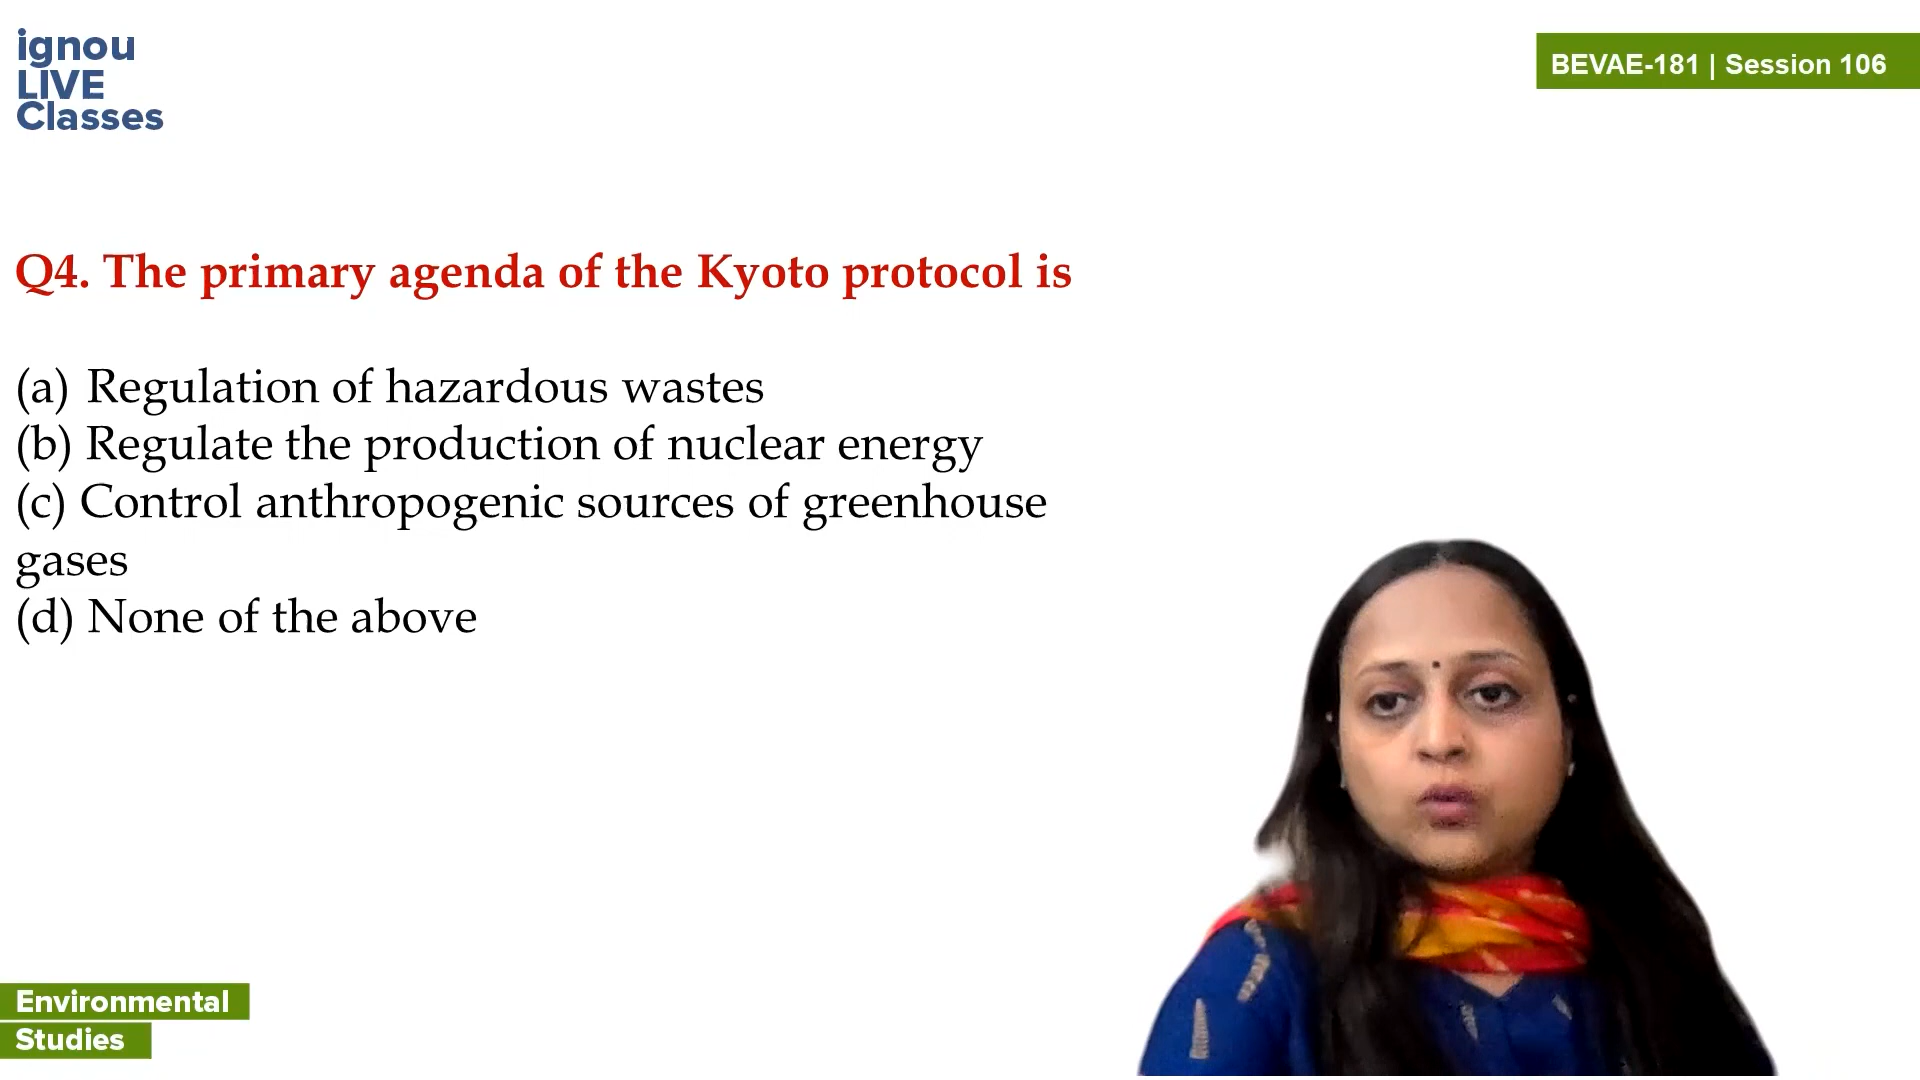 ignou
LIVE
Classes
BEVAE-181 | Session 106
Q4. The primary agenda of the Kyoto protocol is
(a) Regulation of hazardous wastes
(b) Regulate the production of nuclear energy
(c) Control anthropogenic sources of greenhouse
gases
(d) None of the above
Environmental
Studies